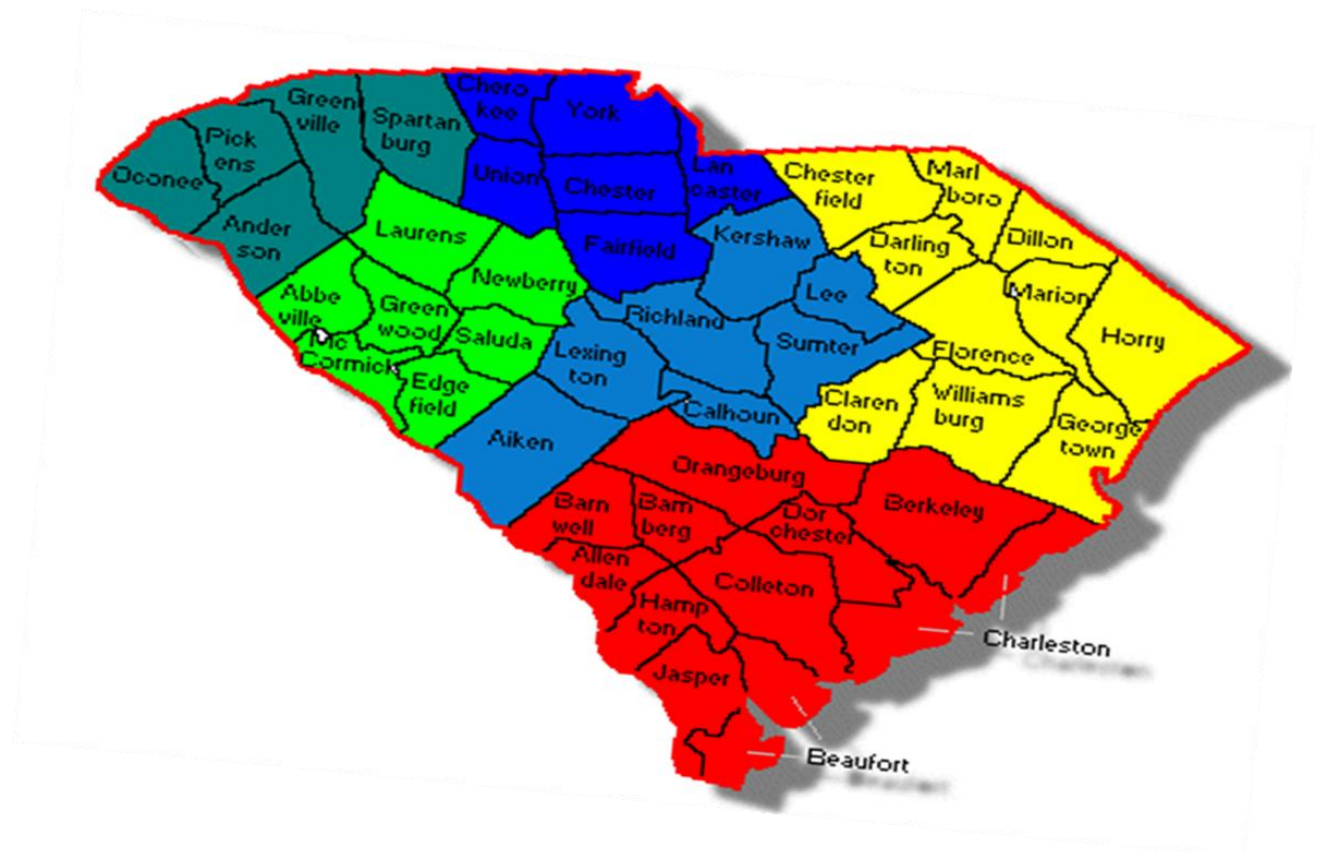 Chero
kee
York
Green
ville
Spartan
burg
Pick
ens
Oconee
Union
Chester
Lan
caster
Chester
field
Marl
boro
Ander
son
Laurens
Fairfield
Kershaw
Darling
ton
Dillon
Newberry
Abbe
ville
Green
wood
Saluda
Richland
Lee
Marion
Horry
Mc
Cormick
Edge
field
Lexing
ton
Sumter
Florence
Calhoun
Claren
don
Williams
burg
George
town
Aiken
Orangeburg
Berkeley
Barn
well
Bam
berg
Dor
chester
Allen
dale
Colleton
Hamp
ton
Charleston
Charleston
Jasper
Beaufort
Beaufort